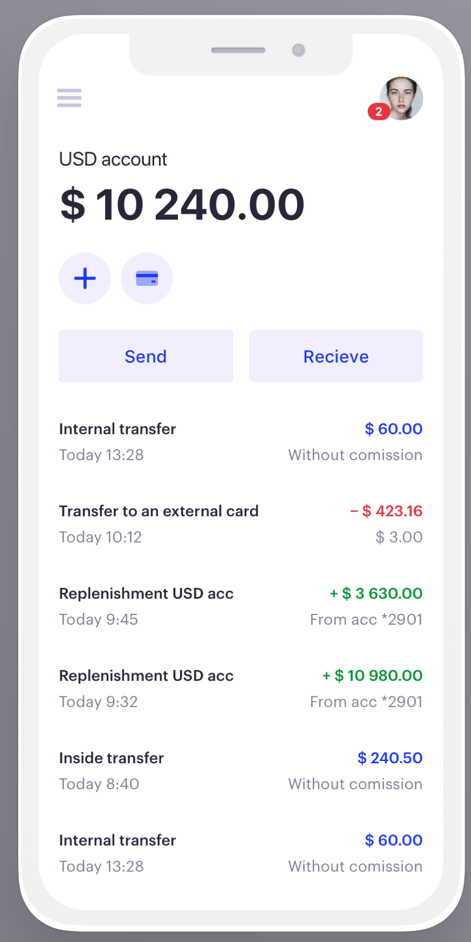 2
USD account
$ 10 240.00
Send
Recieve
Internal transfer
$ 60.00
Today 13:28
Without comission
Transfer to an external card
– $ 423.16
Today 10:12
$ 3.00
Replenishment USD acc
+ $ 3 630.00
Today 9:45
From acc *2901
Replenishment USD acc
+ $ 10 980.00
Today 9:32
From acc *2901
Inside transfer
$ 240.50
Today 8:40
Without comission
Internal transfer
$ 60.00
Today 13:28
Without comission